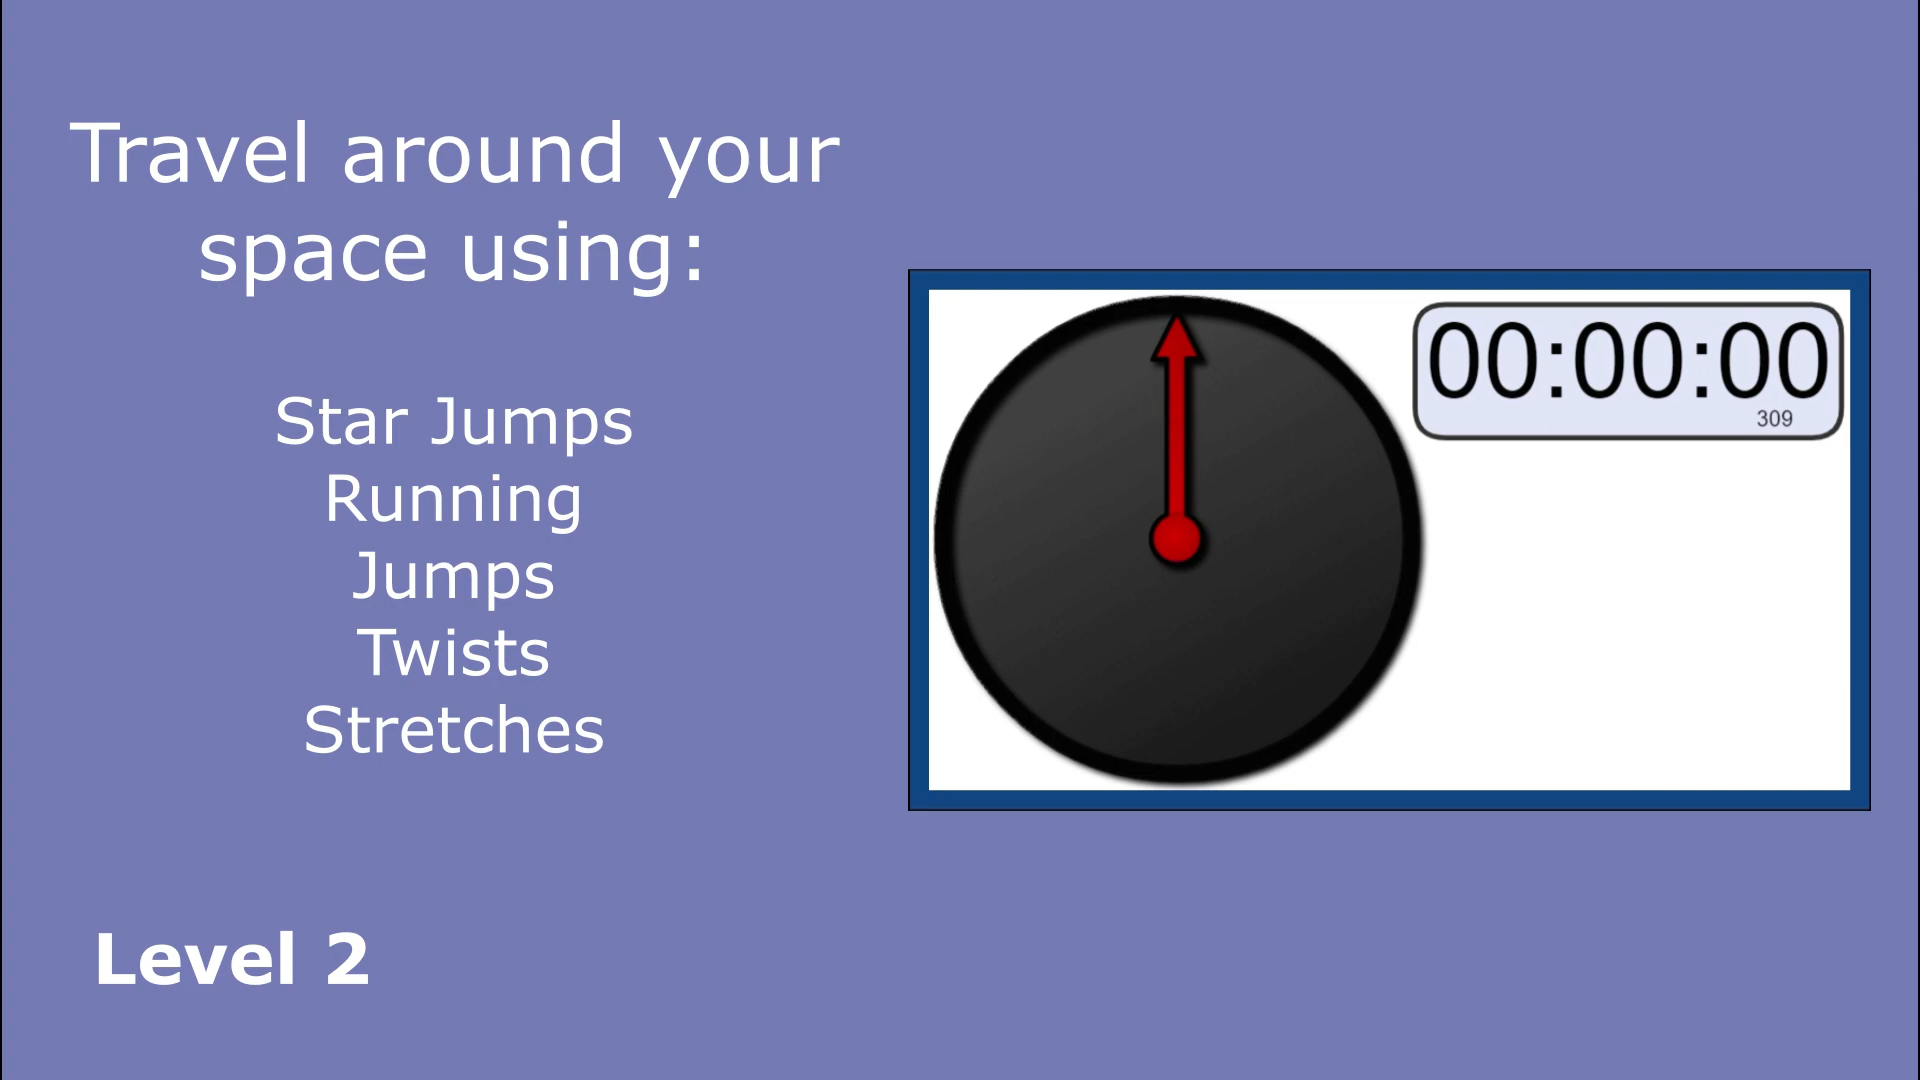 Travel around your
space using:
Star Jumps
Running
Jumps
Twists
Stretches
00:00:00
309
Level 2